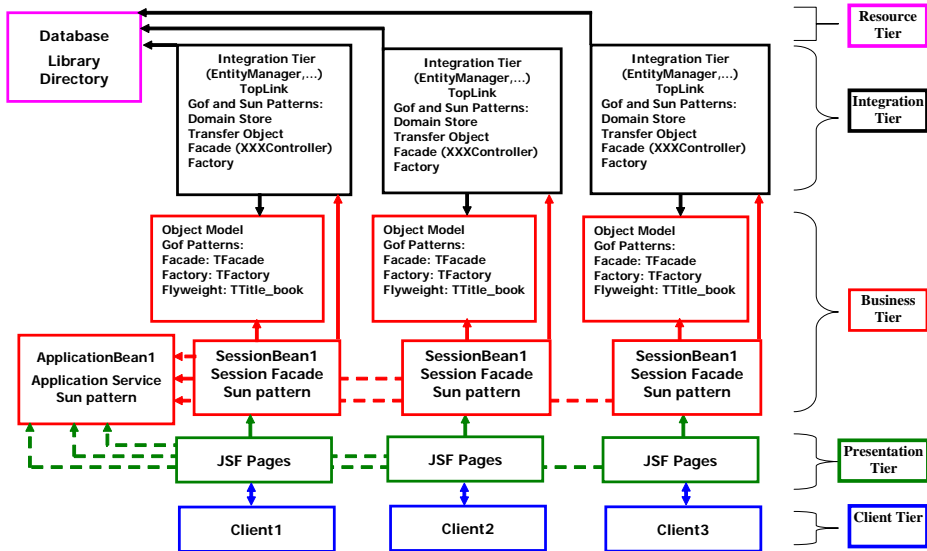 Database
Library
Directory
Integration Tier
(EntityManager,...)
TopLink
Gof and Sun Patterns:
Domain Store
Transfer Object
Facade (XXXController)
Factory
Integration Tier
(EntityManager,...)
TopLink
Gof and Sun Patterns:
Domain Store
Transfer Object
Facade (XXXController)
Factory
Integration Tier
(EntityManager,...)
TopLink
Gof and Sun Patterns:
Domain Store
Transfer Object
Facade (XXXController)
Factory
Resource
Tier
Integration
Tier
Object Model
Gof Patterns:
Facade: TFacade
Factory: TFactory
Flyweight: TTitle_book
Object Model
Gof Patterns:
Facade: TFacade
Factory: TFactory
Flyweight: TTitle_book
Object Model
Gof Patterns:
Facade: TFacade
Factory: TFactory
Flyweight: TTitle_book
Business
Tier
ApplicationBean1
Application Service
Sun pattern
SessionBean1
Session Facade
Sun pattern
SessionBean1
Session Facade
Sun pattern
SessionBean1
Session Facade
Sun pattern
JSF Pages
JSF Pages
JSF Pages
Presentation
Tier
Client1
Client2
Client3
Client Tier